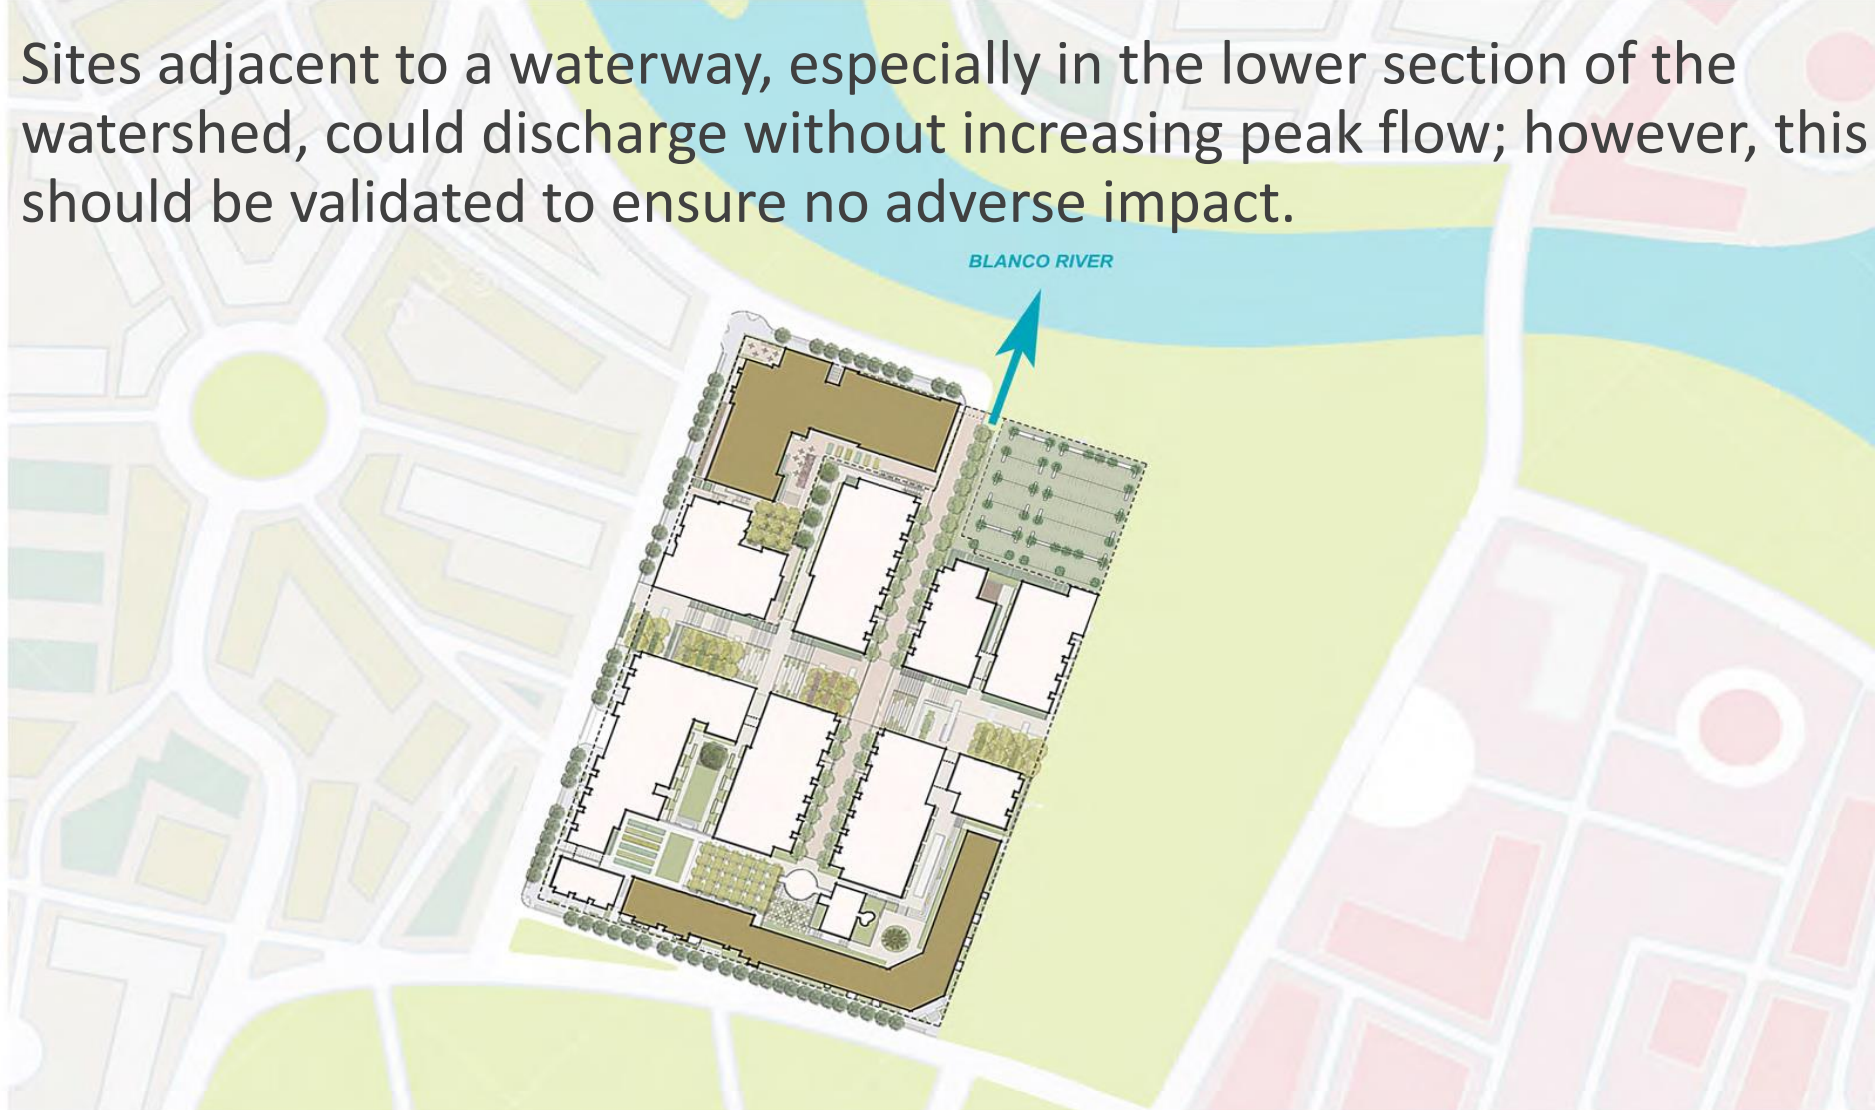 Sites adjacent to a waterway, especially in the lower section of the
watershed, could discharge without increasing peak flow; however, this
should be validated to ensure no adverse impact.
BLANCO RIVER